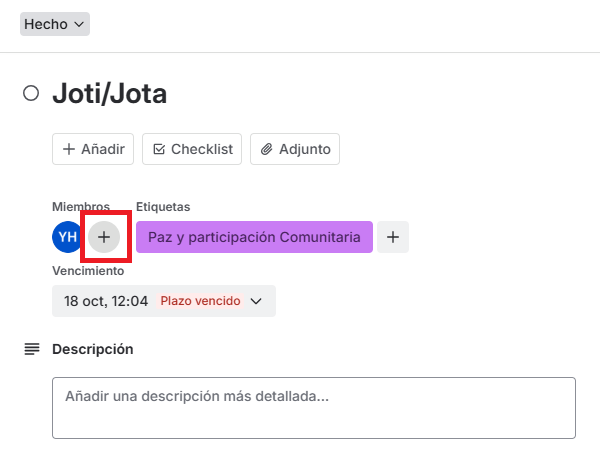 Hecho
Joti/Jota
Añadir Checklist Adjunto
Miembros Etiquetas
YH Paz y participación Comunitaria
Vencimiento
18 oct, 12:04 Plazo vencido
Descripción
Añadir una descripción más detallada...